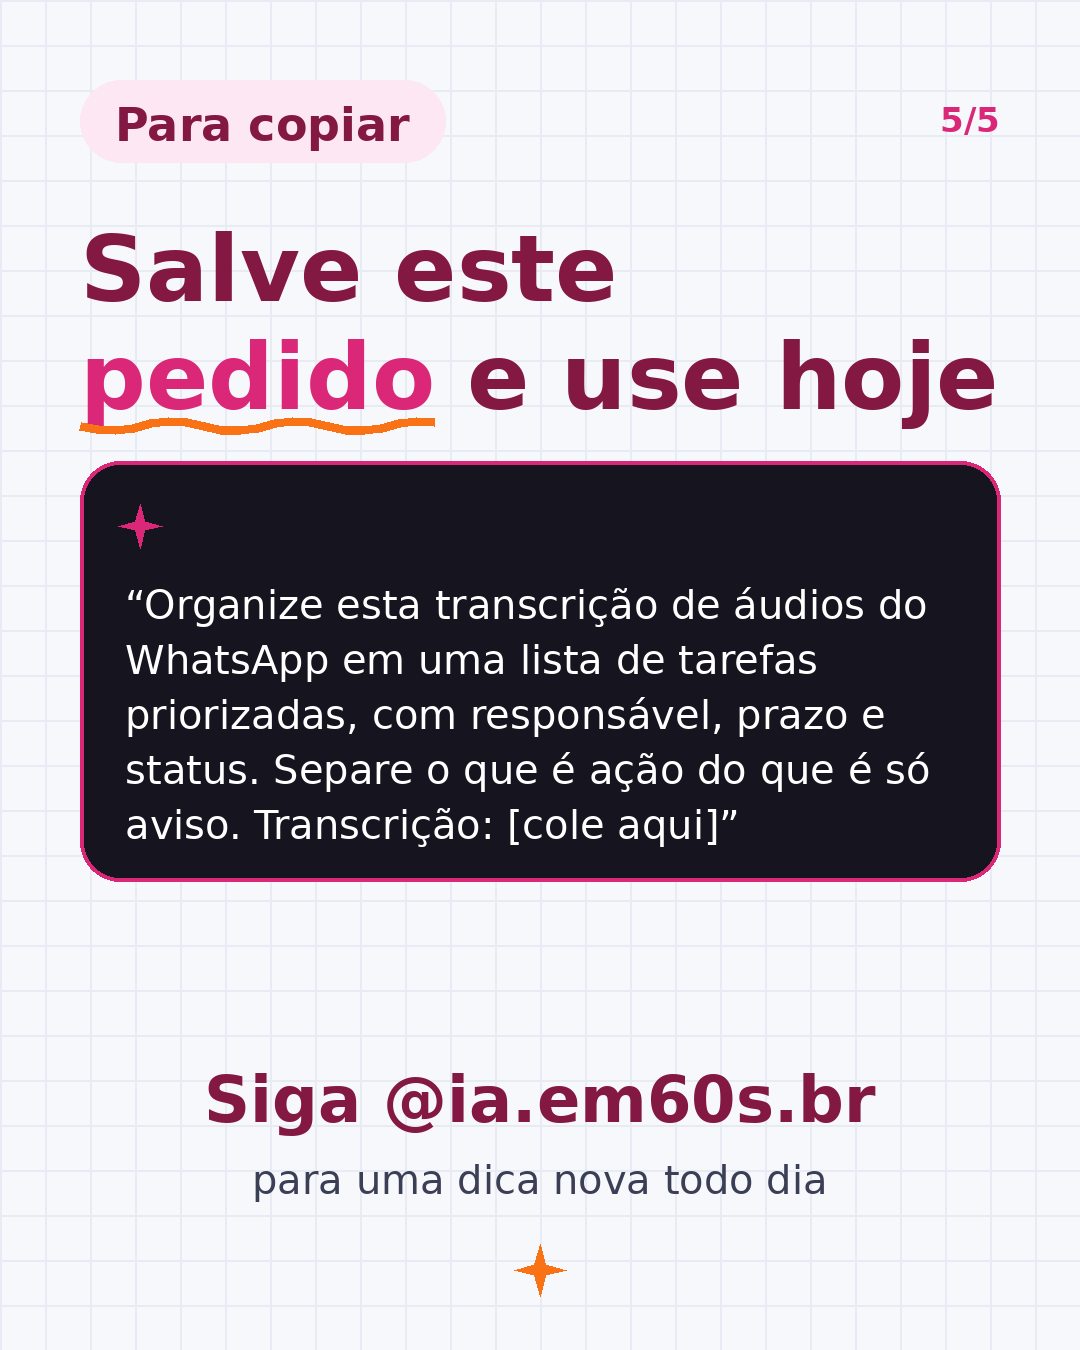 Para copiar
5/5
Salve este
pedido e use hoje
“Organize esta transcrição de áudios do
WhatsApp em uma lista de tarefas
priorizadas, com responsável, prazo e
status. Separe o que é ação do que é só
aviso. Transcrição: [cole aqui]”
Siga @ia.em60s.br
para uma dica nova todo dia